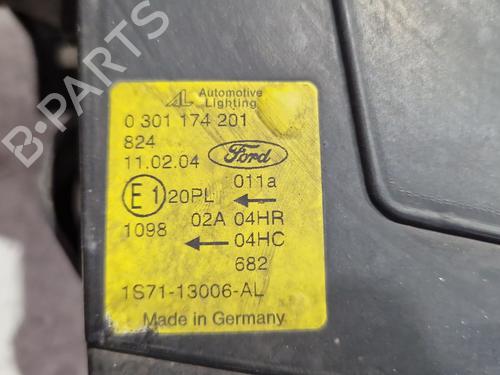 B-PARTS
AL Automotive
Lighting
0 301 174 201
824
11.02.04
Ford
E1 20PL 011a
02A 04HR
1098 04HC
682
1S71-13006-AL
Made in Germany